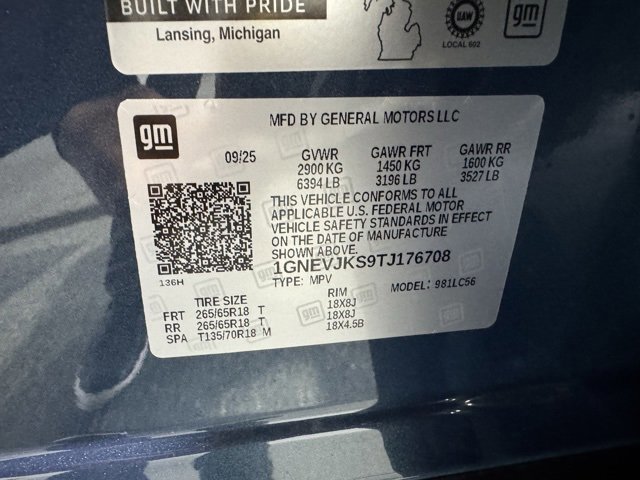 BUILT WITH PRIDE
Lansing, Michigan
UAW
LOCAL 602
gm
gm
MFD BY GENERAL MOTORS LLC
09/25 GVWR GAWR FRT GAWR RR
2900 KG 1450 KG 1600 KG
6394 LB 3196 LB 3527 LB
THIS VEHICLE CONFORMS TO ALL
APPLICABLE U.S. FEDERAL MOTOR
VEHICLE SAFETY STANDARDS IN EFFECT
ON THE DATE OF MANUFACTURE
SHOWN ABOVE.
1GNEVJKS9TJ176708
136H
TYPE: MPV MODEL: 981LC56
TIRE SIZE RIM
FRT 265/65R18 T 18X8J
RR 265/65R18 T 18X8J
SPA T135/70R18 M 18X4.5B